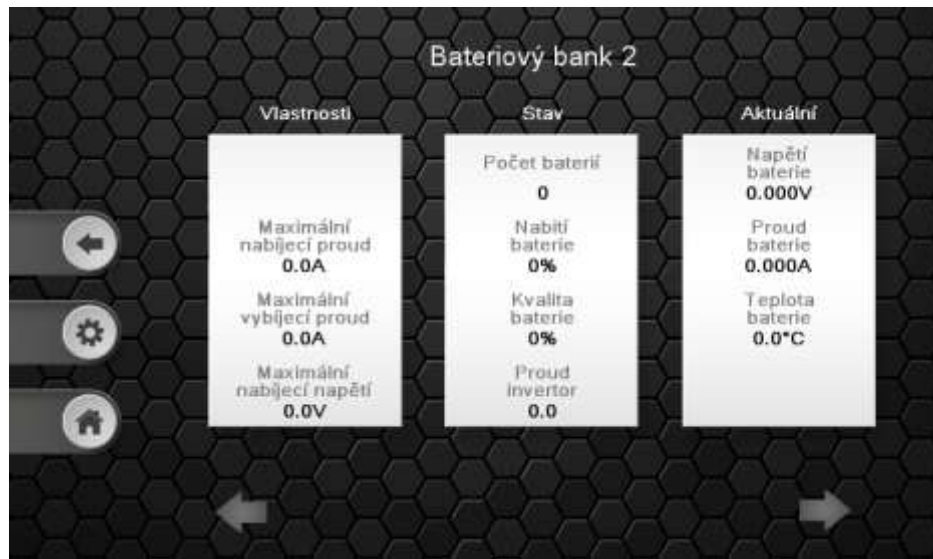 Bateriový bank 2
Vlastnosti
Maximální
nabíjecí proud
0.0A
Maximální
vybíjecí proud
0.0A
Maximální
nabíjecí napětí
0.0V
Stav
Počet baterií
0
Nabití
baterie
0%
Kvalita
baterie
0%
Proud
invertor
0.0
Aktuální
Napětí
baterie
0.000V
Proud
baterie
0.000A
Teplota
baterie
0.0°C